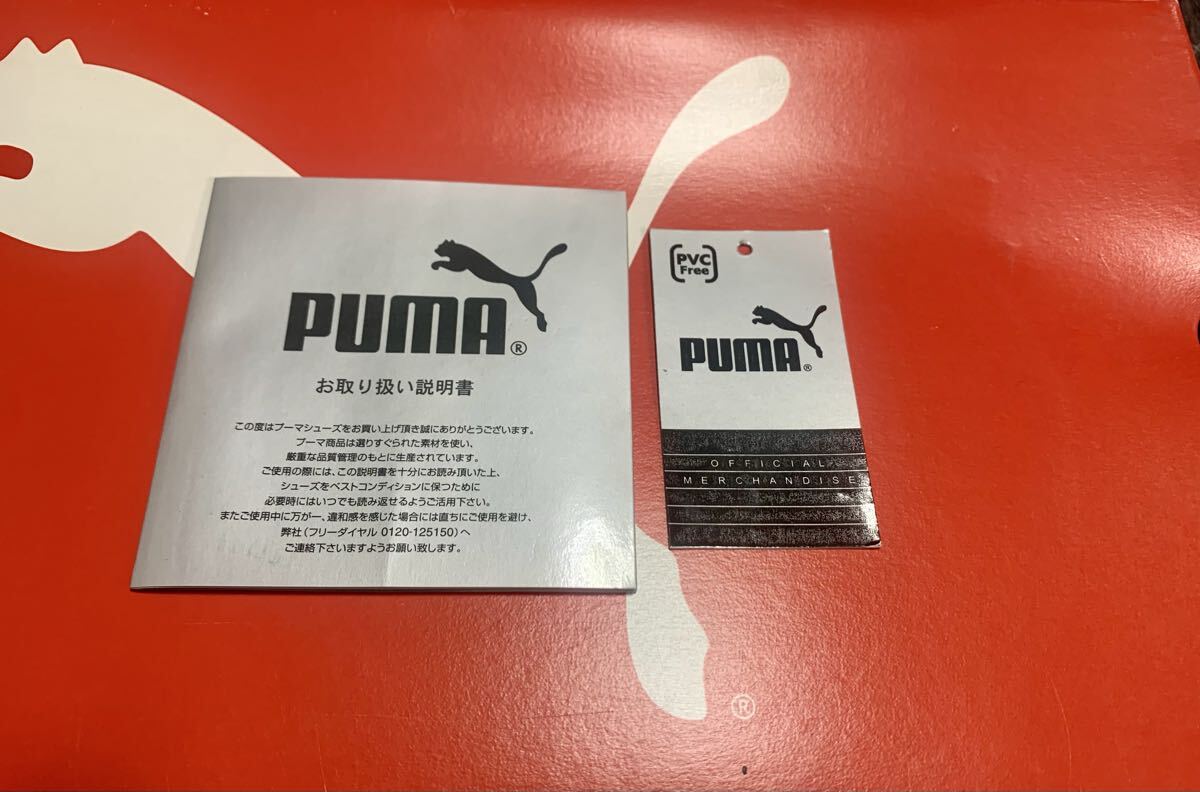 PUMA®
お取り扱い説明書
この度はプーマシューズをお買い上げ頂き誠にありがとうございます。
プーマ商品は選りすぐられた素材を使い、
厳重な品質管理のもとに生産されています。
ご使用の際には、この説明書を十分にお読み頂いた上、
シューズをベストコンディションに保つために
必要時にはいつでも読み返せるようご活用下さい。
またご使用中に万が一、違和感を感じた場合には直ちにご使用を避け、
弊社(フリーダイヤル 0120-125150)へ
ご連絡下さいますようお願い致します。
PVC
Free
PUMA®
OFFICIAL
MERCHANDISE
®